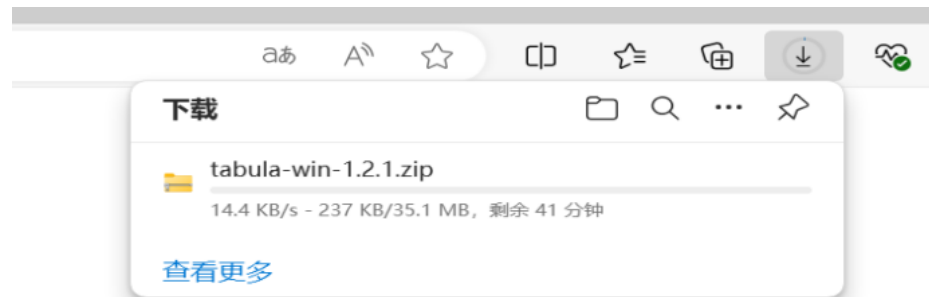 aあ A
下载
tabula-win-1.2.1.zip
14.4 KB/s - 237 KB/35.1 MB, 剩余 41 分钟
查看更多